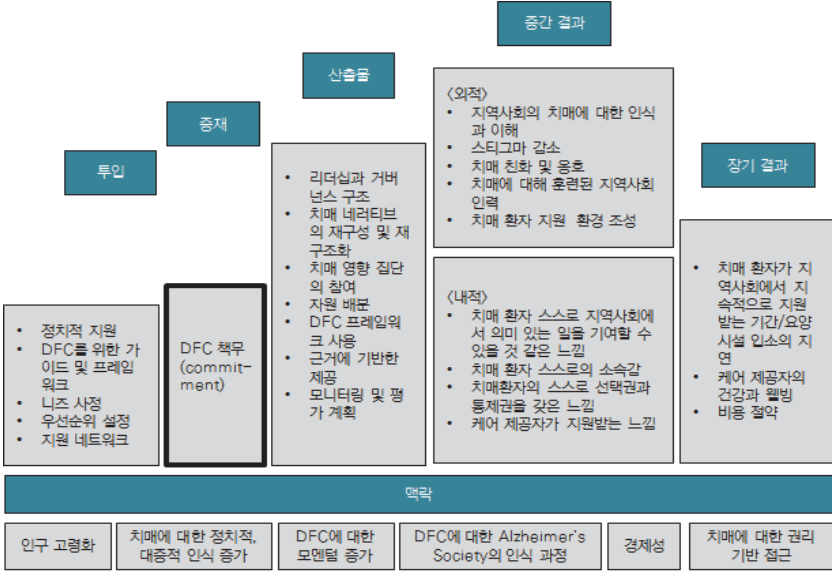 투입
정치적 지원
DFC를 위한 가
이드 및 프레임
워크
니즈 사정
우선순위 설정
지원 네트워크
중재
DFC 책무
(commit-
ment)
산출물
리더십과 거버
넌스 구조
치매 네러티브
의 재구성 및 재
구조화
치매 영향 집단
의 참여
자원 배분
DFC 프레임워
크 사용
근거에 기반한
제공
모니터링 및 평
가 계획
중간 결과
〈외적〉
지역사회의 치매에 대한 인식
과 이해
스티그마 감소
치매 친화 및 옹호
치매에 대해 훈련된 지역사회
인력
치매 환자 지원 환경 조성
〈내적〉
치매 환자 스스로 지역사회에
서 의미 있는 일을 기여할 수
있을 것 같은 느낌
치매 환자 스스로의 소속감
치매환자의 스스로 선택권과
통제권을 갖은 느낌
케어 제공자가 지원받는 느낌
장기 결과
치매 환자가 지
역사회에서 지
속적으로 지원
받는 기간/요양
시설 입소의 지
연
케어 제공자의
건강과 웰빙
비용 절약
맥락
인구 고령화
치매에 대한 정치적,
대중적 인식 증가
DFC에 대한
모멘텀 증가
DFC에 대한 Alzheimer's
Society의 인식 과정
경제성
치매에 대한 권리
기반 접근